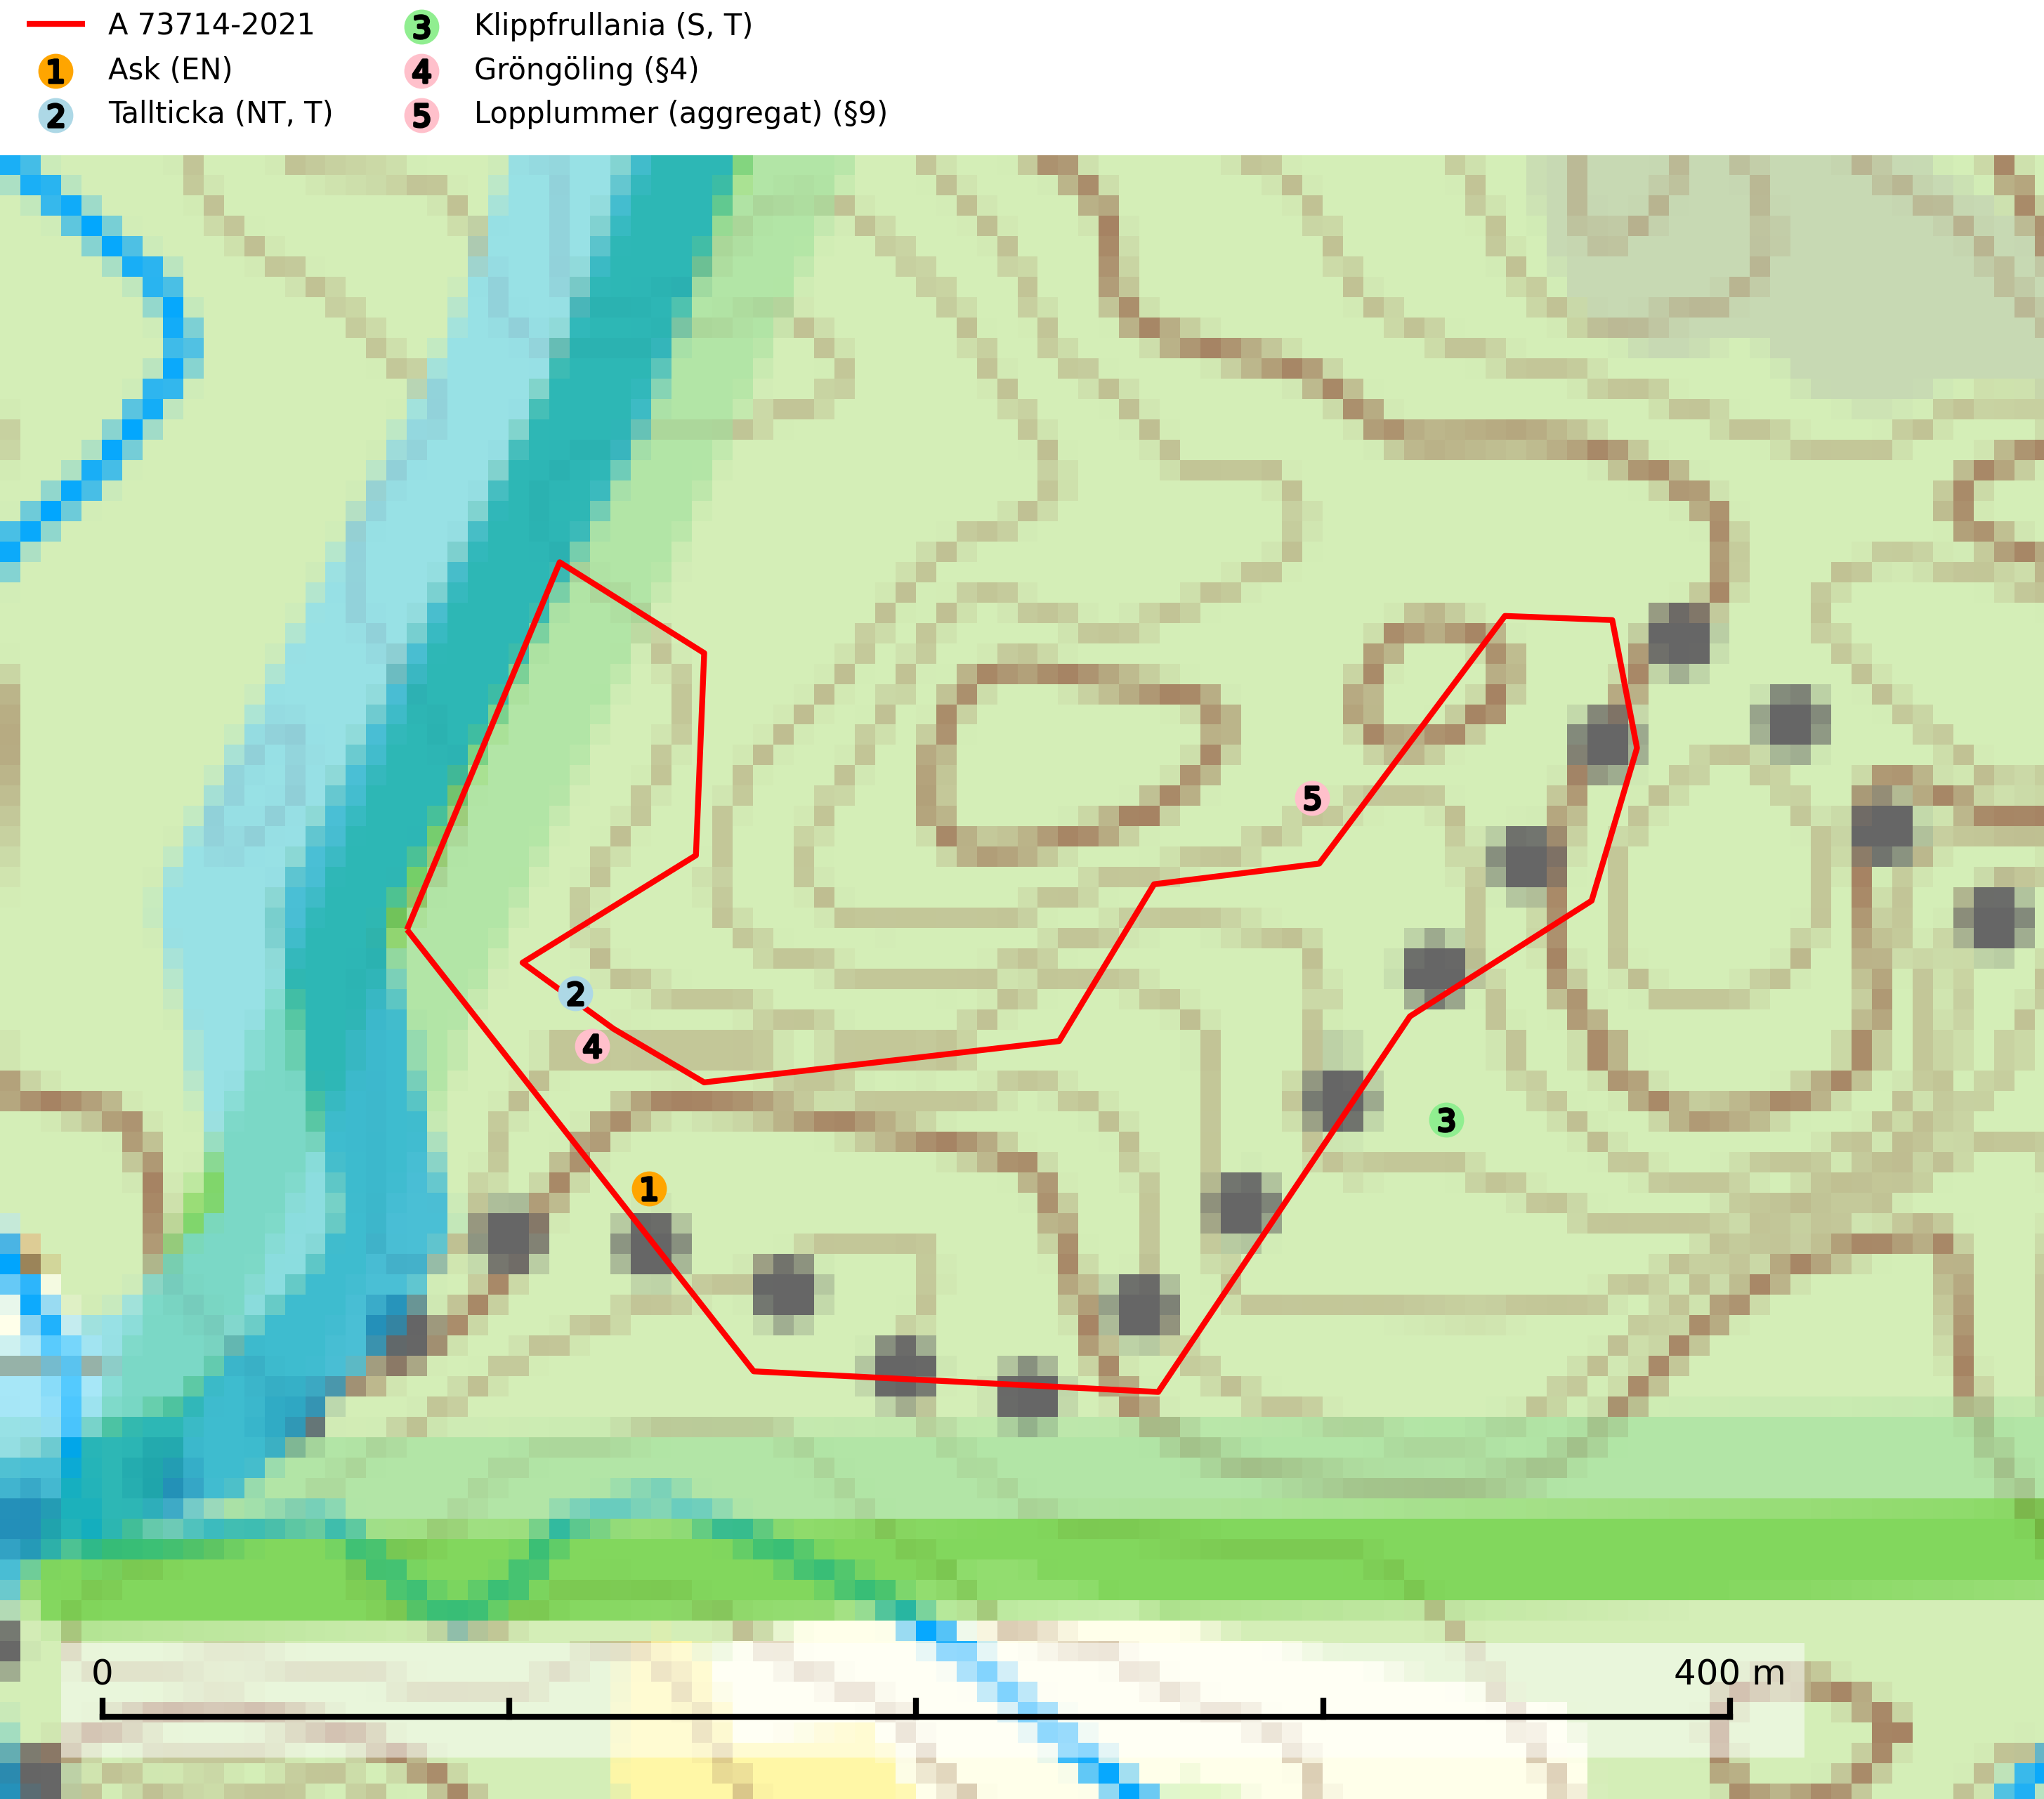 A 73714-2021
1 Ask (EN)
2 Tallticka (NT, T)
3 Klippfrullania (S, T)
4 Gröngöling (§4)
5 Lopplummer (aggregat) (§9)
5
2
4
3
1
0 400 m